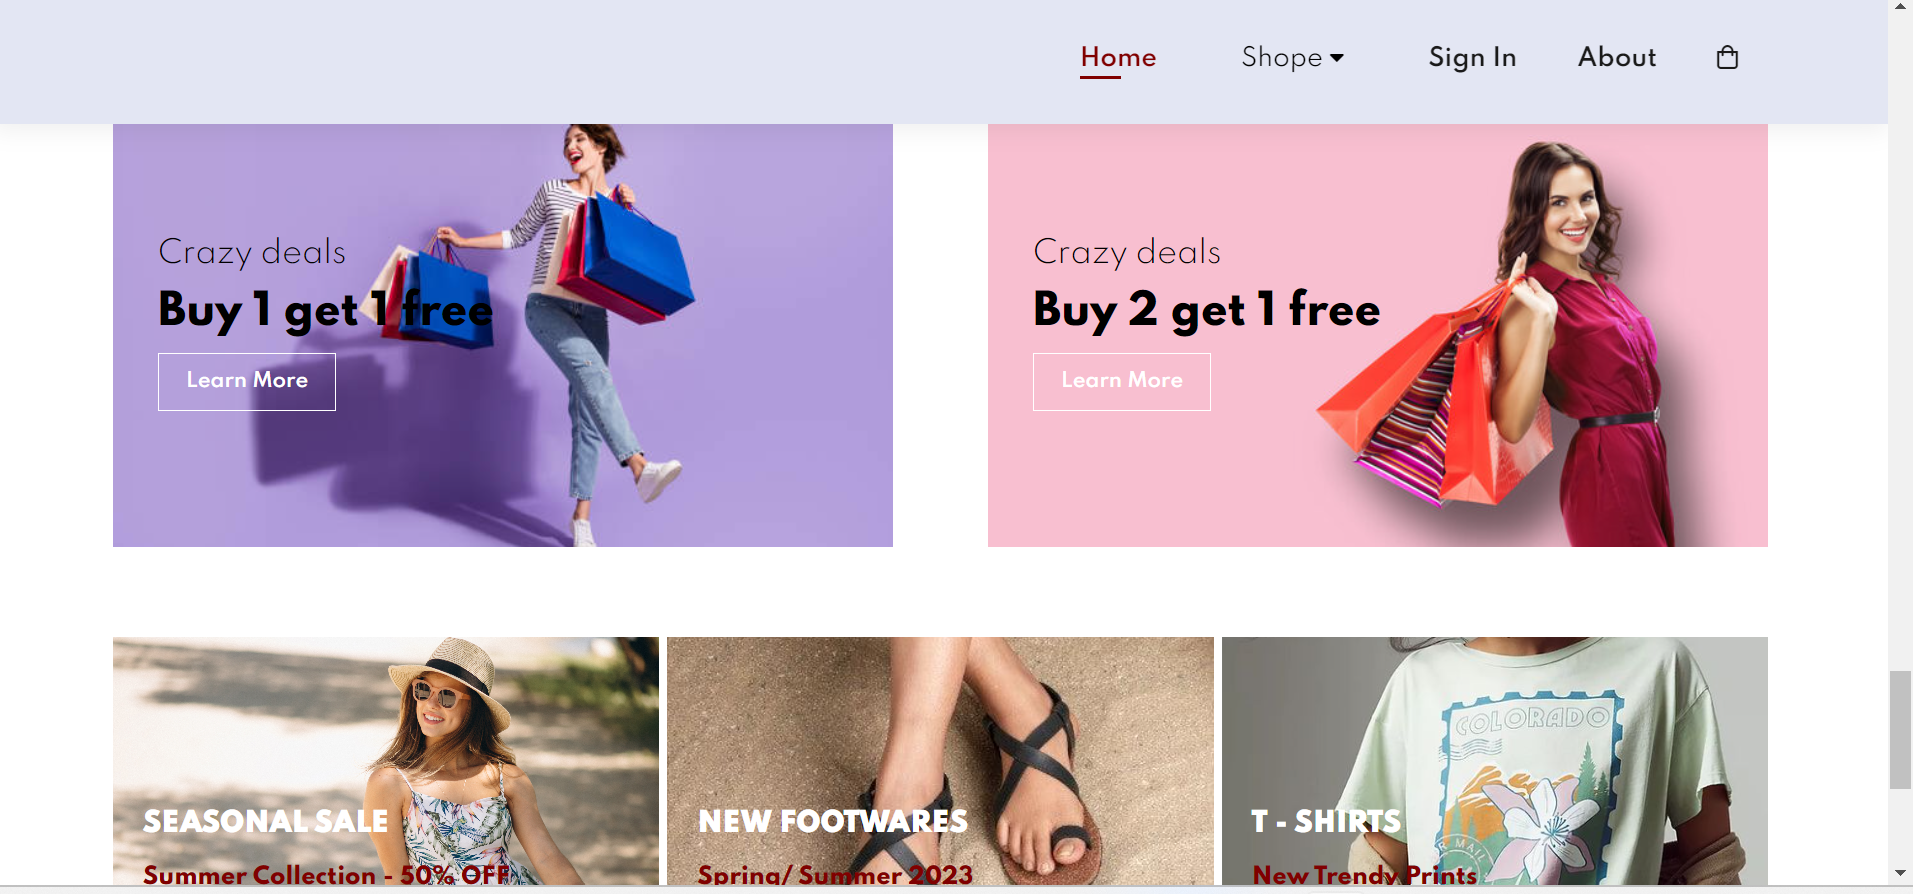 Home Shope Sign In About
Crazy deals
Buy 1 get 1 free
Learn More
Crazy deals
Buy 2 get 1 free
Learn More
SEASONAL SALE
Summer Collection - 50% OFF
NEW FOOTWARES
Spring/ Summer 2023
COLORADO
R MAIL
T - SHIRTS
New Trendy Prints